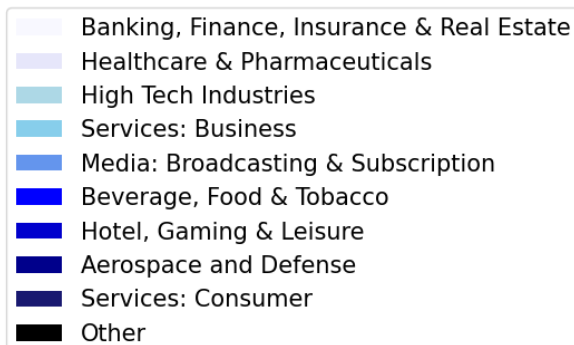 Banking, Finance, Insurance & Real Estate
Healthcare & Pharmaceuticals
High Tech Industries
Services: Business
Media: Broadcasting & Subscription
Beverage, Food & Tobacco
Hotel, Gaming & Leisure
Aerospace and Defense
Services: Consumer
Other